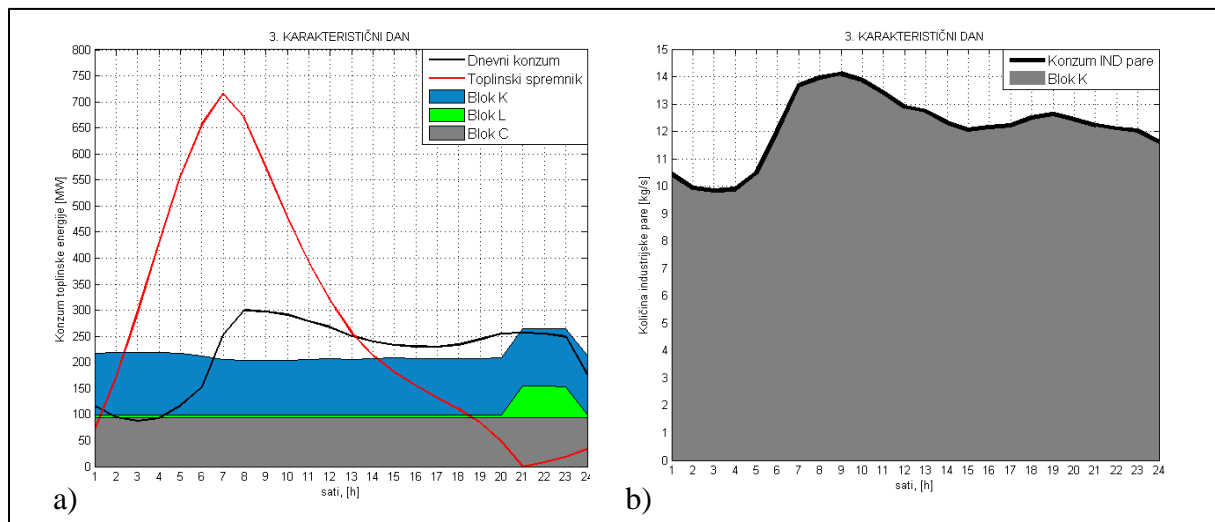 3. KARAKTERISTIČNI DAN
Konzum toplinske energije [MW]
800
750
700
650
600
550
500
450
400
350
300
250
200
150
100
50
0
Dnevni konzum
Toplinski spremnik
Blok K
Blok L
Blok C
1 2 3 4 5 6 7 8 9 10 11 12 13 14 15 16 17 18 19 20 21 22 23 24
sati, [h]
a)
3. KARAKTERISTIČNI DAN
Količina industrijske pare [kg/s]
15
14
13
12
11
10
9
8
7
6
5
4
3
2
1
0
Konzum IND pare
Blok K
1 2 3 4 5 6 7 8 9 10 11 12 13 14 15 16 17 18 19 20 21 22 23 24
sati, [h]
b)